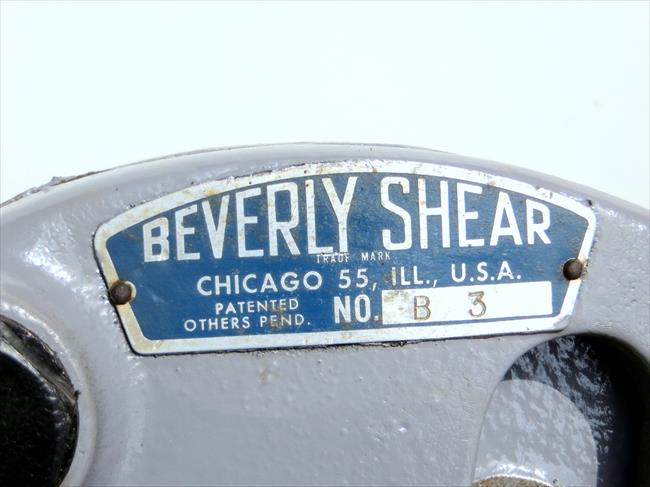 BEVERLY SHEAR
TRADE MARK
CHICAGO 55, ILL., U.S.A.
PATENTED
OTHERS PEND.
NO. B 3